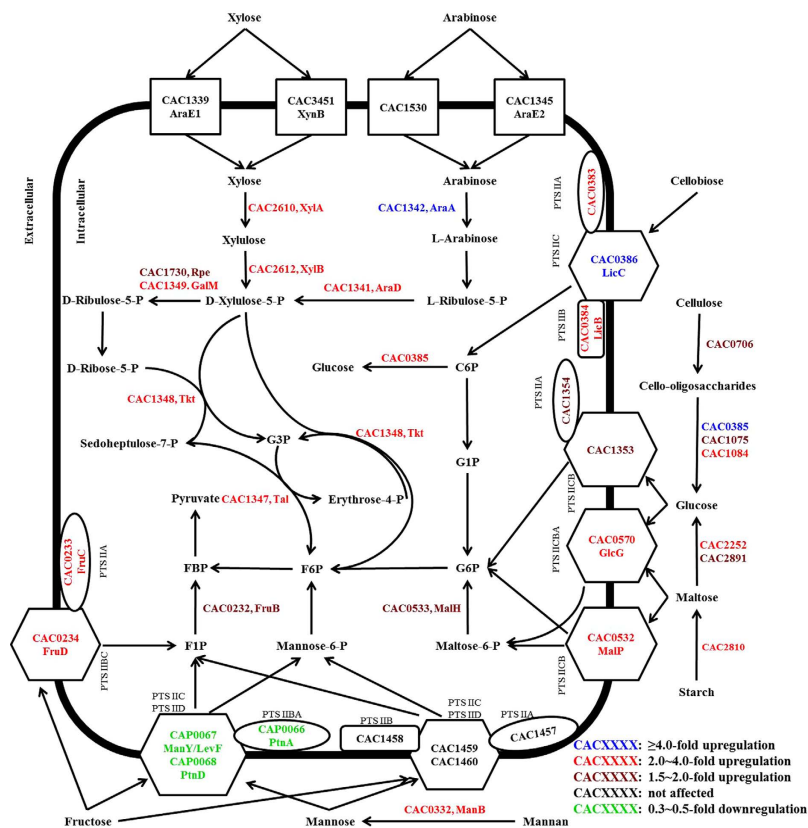 Xylose
Arabinose
CAC1339
AraE1
CAC3451
XynB
CAC1530
CAC1345
AraE2
Extracellular
Intracellular
Xylose
Arabinose
PTS IIA
CAC0383
Cellobiose
CAC2610, XylA
CAC1342, AraA
PTS IIC
Xylulose
L-Arabinose
CAC0386
LicC
CAC1730, Rpe
CAC1349, GalM
CAC2612, XylB
CAC1341, AraD
D-Ribulose-5-P
D-Xylulose-5-P
L-Ribulose-5-P
PTS IIB
CAC0384
LicB
Cellulose
CAC0706
D-Ribose-5-P
Glucose
CAC0385
C6P
PTS IIA
CAC1354
Cello-oligosaccharides
CAC1348, Tkt
CAC1348, Tkt
CAC0385
CAC1075
CAC1084
Sedoheptulose-7-P
G3P
CAC1353
G1P
PTS IICB
Pyruvate
CAC1347, Tal
Erythrose-4-P
Glucose
CAC0233
FruC
PTS IIA
PTS IICBA
CAC0570
GlcG
CAC2252
CAC2891
FBP
F6P
G6P
Maltose
CAC0232, FruB
CAC0533, MalH
CAC0234
FruD
PTS IIBC
F1P
Mannose-6-P
Maltose-6-P
PTS IICB
CAC0532
MalP
CAC2810
Starch
PTS IIC
PTS IID
PTS IIBA
CAP0066
PtnA
CAP0067
ManY/LevF
CAP0068
PtnD
PTS IIB
CAC1458
PTS IIC
PTS IID
CAC1459
CAC1460
PTS IIA
CAC1457
CACXXXX: ≥4.0-fold upregulation
CACXXXX: 2.0~4.0-fold upregulation
CACXXXX: 1.5~2.0-fold upregulation
CACXXXX: not affected
CACXXXX: 0.3~0.5-fold downregulation
Fructose
Mannose
CAC0332, ManB
Mannan